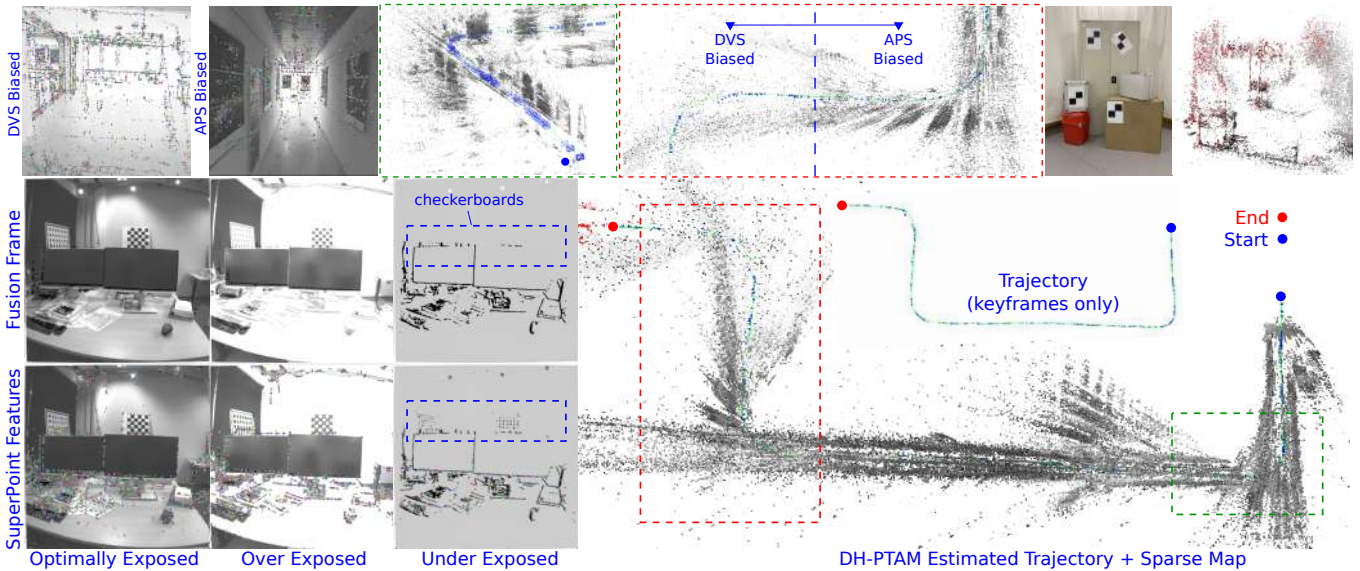 DVS Biased
APS Biased
DVS
Biased
APS
Biased
Fusion Frame
checkerboards
End
Start
Trajectory
(keyframes only)
SuperPoint Features
Optimally Exposed
Over Exposed
Under Exposed
DH-PTAM Estimated Trajectory + Sparse Map